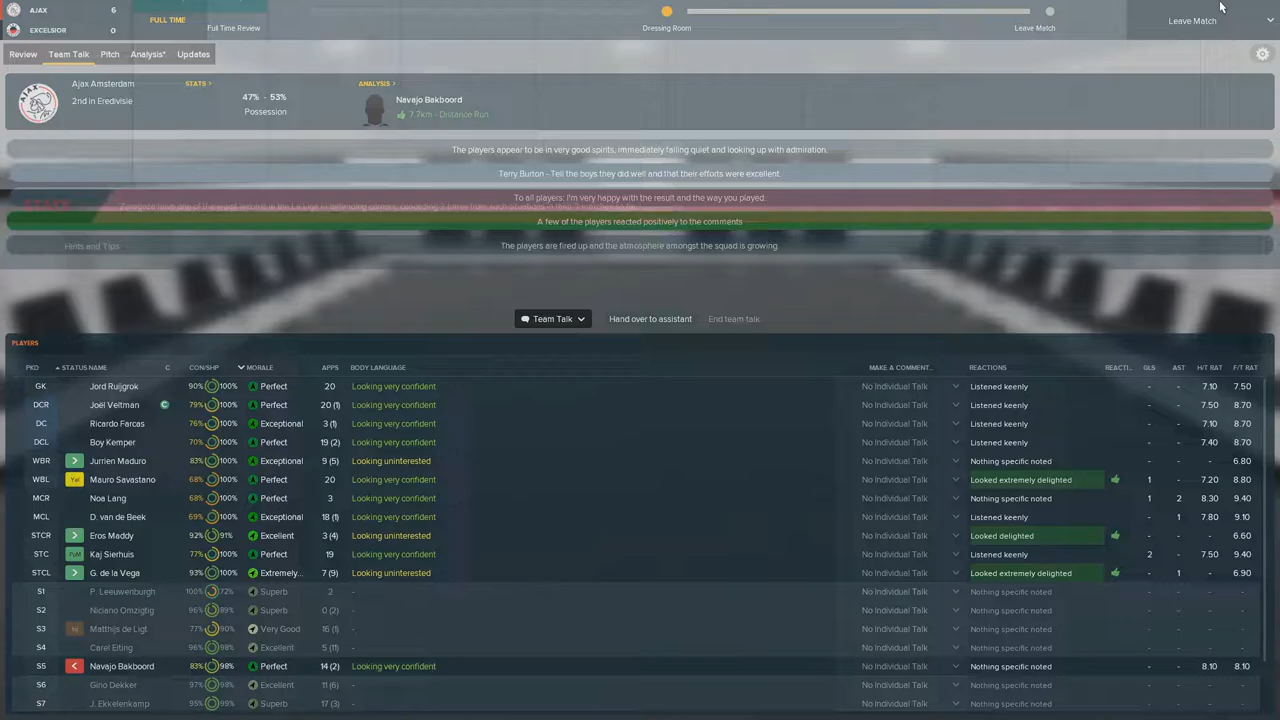 AJAX 6
FULL TIME
EXCELSIOR 0
Full Time Review
Dressing Room
Leave Match
Leave Match
Review Team Talk Pitch Analysis* Updates
Ajax Amsterdam
2nd in Eredivisie
STATS >
47% - 53%
Possession
ANALYSIS >
Navajo Bakboord
7.7km - Distance Run
The players appear to be in very good spirits, immediately falling quiet and looking up with admiration.
Terry Burton - Tell the boys they did well and that their efforts were excellent.
To all players: I'm very happy with the result and the way you played.
A few of the players reacted positively to the comments
Hints and Tips
The players are fired up and the atmosphere amongst the squad is growing
Team Talk Hand over to assistant End team talk
PLAYERS
PKD STATUS NAME C CON/SHP MORALE APPS BODY LANGUAGE MAKE A COMMENT... REACTIONS REACTI... GLS AST H/T RAT F/T RAT
GK Jord Ruijgrok 90% 100% Perfect 20 Looking very confident No Individual Talk Listened keenly - - 7.10 7.50
DCR Joël Veltman C 79% 100% Perfect 20 (1) Looking very confident No Individual Talk Listened keenly - - 7.50 8.70
DC Ricardo Farcas 76% 100% Exceptional 3 (1) Looking very confident No Individual Talk Listened keenly - - 7.10 8.70
DCL Boy Kemper 70% 100% Perfect 19 (2) Looking very confident No Individual Talk Listened keenly - - 7.40 8.70
WBR Jurrien Maduro 83% 100% Exceptional 9 (5) Looking uninterested No Individual Talk Nothing specific noted - - - 6.80
WBL Yel Mauro Savastano 68% 100% Perfect 20 Looking very confident No Individual Talk Looked extremely delighted 1 - 7.20 8.80
MCR Noa Lang 68% 100% Perfect 3 Looking very confident No Individual Talk Nothing specific noted 1 2 8.30 9.40
MCL D. van de Beek 69% 100% Exceptional 18 (1) Looking very confident No Individual Talk Listened keenly - 1 7.80 9.10
STCR Eros Maddy 92% 91% Excellent 3 (4) Looking uninterested No Individual Talk Looked delighted - - - 6.60
STC PoM Kaj Sierhuis 77% 100% Perfect 19 Looking very confident No Individual Talk Listened keenly 2 - 7.50 9.40
STCL G. de la Vega 93% 100% Extremely... 7 (9) Looking uninterested No Individual Talk Looked extremely delighted - 1 - 6.90
S1 P. Leeuwenburgh 100% 72% Superb 2 - No Individual Talk Nothing specific noted - - - -
S2 Niciano Omzigtig 96% 89% Superb 0 (2) - No Individual Talk Nothing specific noted - - - -
S3 Inj Matthijs de Ligt 77% 90% Very Good 16 (1) - No Individual Talk Nothing specific noted - - - -
S4 Carel Eiting 96% 98% Excellent 5 (11) - No Individual Talk Nothing specific noted - - - -
S5 Navajo Bakboord 83% 98% Perfect 14 (2) Looking very confident No Individual Talk Nothing specific noted - - 8.10 8.10
S6 Gino Dekker 97% 98% Excellent 11 (6) - No Individual Talk Nothing specific noted - - - -
S7 J. Ekkelenkamp 95% 99% Superb 17 (3) - No Individual Talk Nothing specific noted - - - -